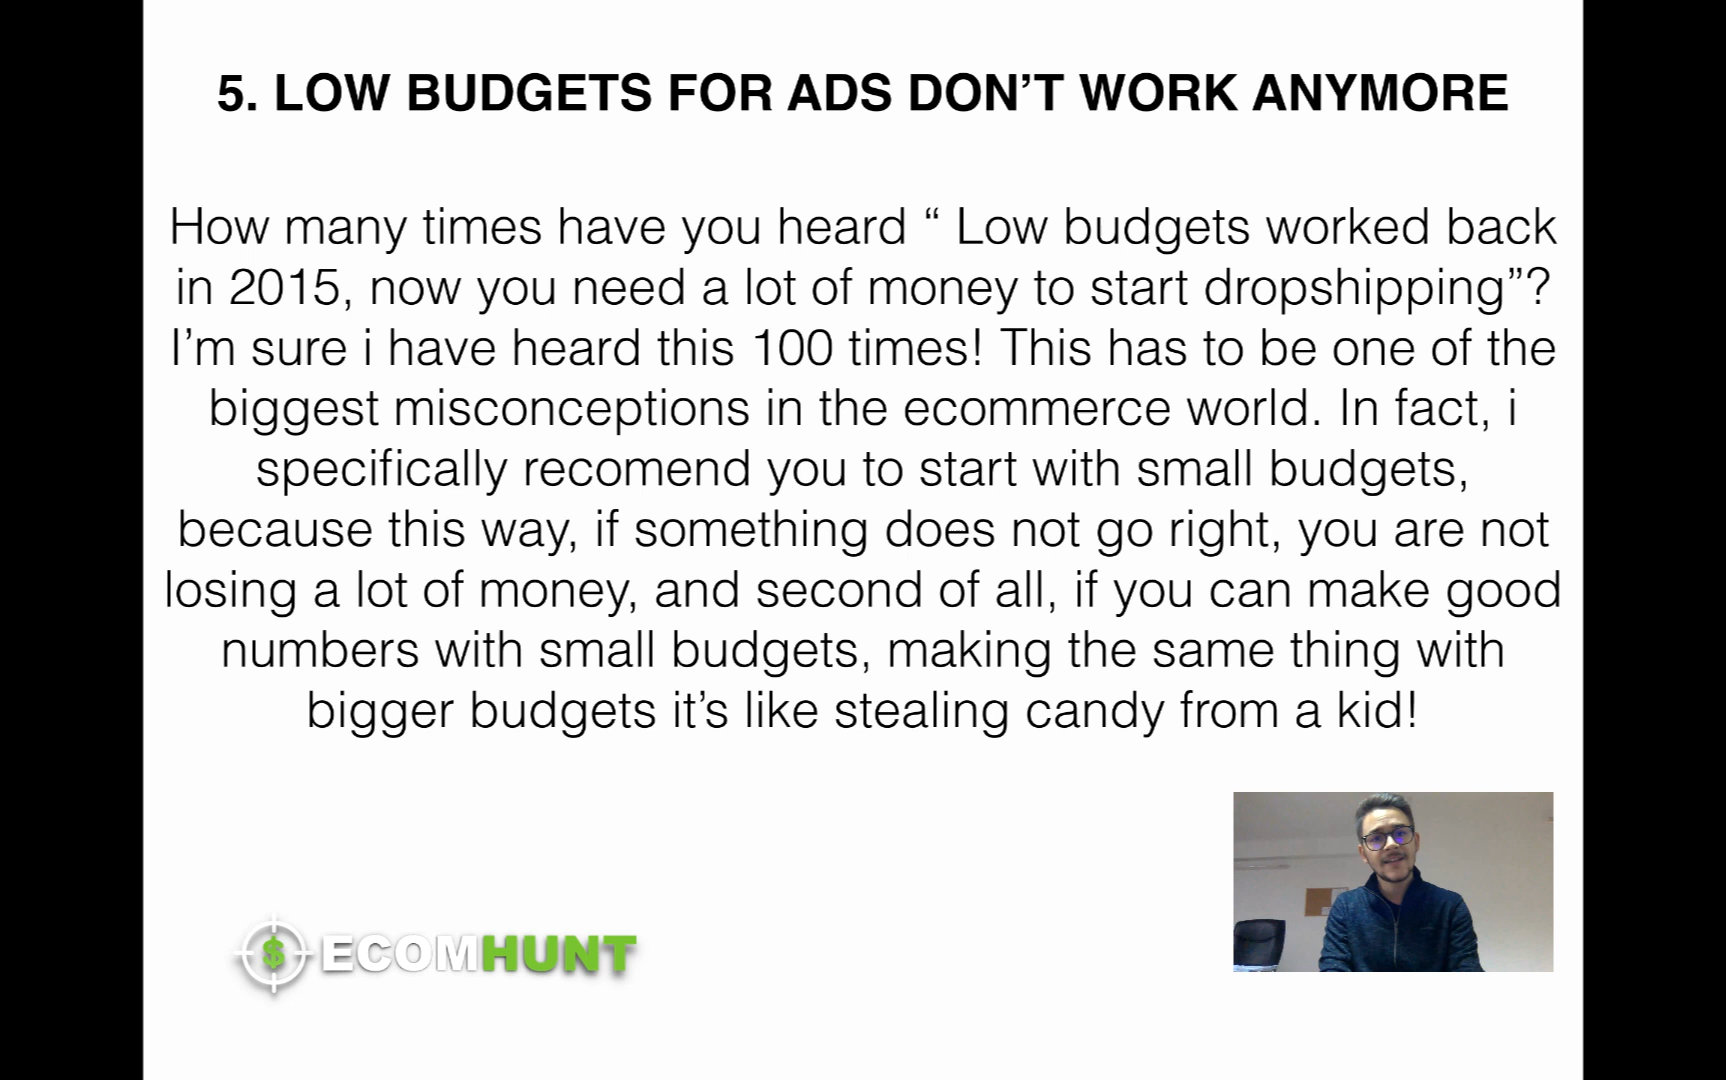 5. LOW BUDGETS FOR ADS DON’T WORK ANYMORE
How many times have you heard “ Low budgets worked back
in 2015, now you need a lot of money to start dropshipping”?
I’m sure i have heard this 100 times! This has to be one of the
biggest misconceptions in the ecommerce world. In fact, i
specifically recomend you to start with small budgets,
because this way, if something does not go right, you are not
losing a lot of money, and second of all, if you can make good
numbers with small budgets, making the same thing with
bigger budgets it’s like stealing candy from a kid!
$ ECOMHUNT